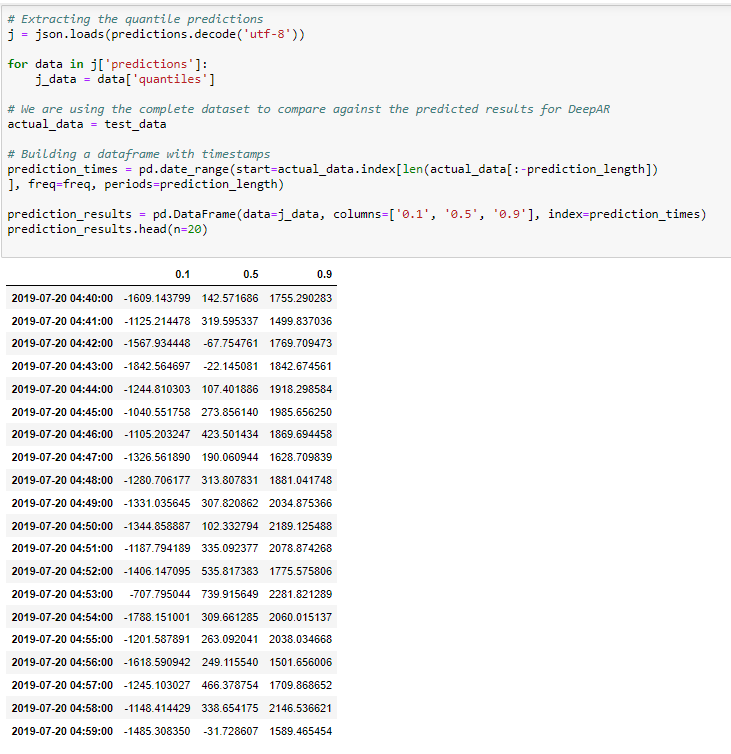 # Extracting the quantile predictions
j = json.loads(predictions.decode('utf-8'))
for data in j['predictions']:
    j_data = data['quantiles']
# We are using the complete dataset to compare against the predicted results for DeepAR
actual_data = test_data
# Building a dataframe with timestamps
prediction_times = pd.date_range(start=actual_data.index[len(actual_data[:-prediction_length])
], freq=freq, periods=prediction_length)
prediction_results = pd.DataFrame(data=j_data, columns=['0.1', '0.5', '0.9'], index=prediction_times)
prediction_results.head(n=20)
0.1 0.5 0.9
2019-07-20 04:40:00 -1609.143799 142.571686 1755.290283
2019-07-20 04:41:00 -1125.214478 319.595337 1499.837036
2019-07-20 04:42:00 -1567.934448 -67.754761 1769.709473
2019-07-20 04:43:00 -1842.564697 -22.145081 1842.674561
2019-07-20 04:44:00 -1244.810303 107.401886 1918.298584
2019-07-20 04:45:00 -1040.551758 273.856140 1985.656250
2019-07-20 04:46:00 -1105.203247 423.501434 1869.694458
2019-07-20 04:47:00 -1326.561890 190.060944 1628.709839
2019-07-20 04:48:00 -1280.706177 313.807831 1881.041748
2019-07-20 04:49:00 -1331.035645 307.820862 2034.875366
2019-07-20 04:50:00 -1344.858887 102.332794 2189.125488
2019-07-20 04:51:00 -1187.794189 335.092377 2078.874268
2019-07-20 04:52:00 -1406.147095 535.817383 1775.575806
2019-07-20 04:53:00 -707.795044 739.915649 2281.821289
2019-07-20 04:54:00 -1788.151001 309.661285 2060.015137
2019-07-20 04:55:00 -1201.587891 263.092041 2038.034668
2019-07-20 04:56:00 -1618.590942 249.115540 1501.656006
2019-07-20 04:57:00 -1245.103027 466.378754 1709.868652
2019-07-20 04:58:00 -1148.414429 338.654175 2146.536621
2019-07-20 04:59:00 -1485.308350 -31.728607 1589.465454